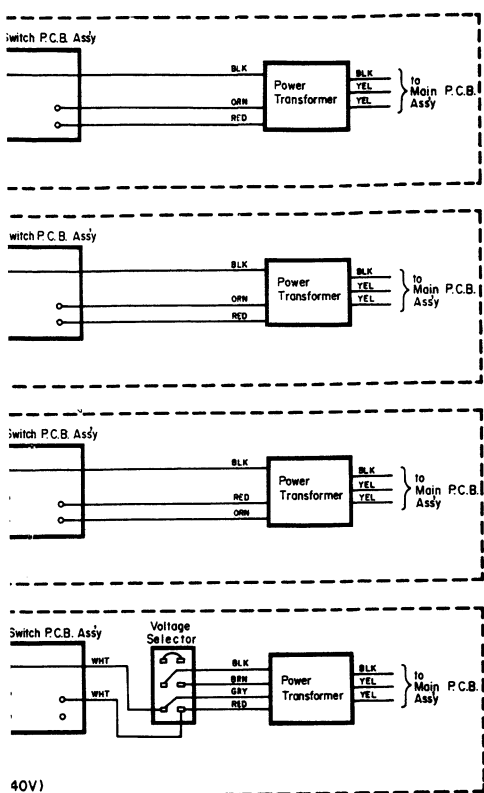 Switch P.C.B. Ass'y
BLK
ORN
RED
Power
Transformer
BLK
YEL
YEL
to
Main P.C.B.
Ass'y
witch P.C.B. Ass'y
BLK
ORN
RED
Power
Transformer
BLK
YEL
YEL
to
Main P.C.B.
Ass'y
Switch P.C.B. Ass'y
BLK
RED
ORN
Power
Transformer
BLK
YEL
YEL
to
Main P.C.B.
Ass'y
Switch P.C.B. Ass'y
Voltage
Selector
WHT
WHT
BLK
BRN
GRY
RED
Power
Transformer
BLK
YEL
YEL
to
Main P.C.B.
Ass'y
40V)